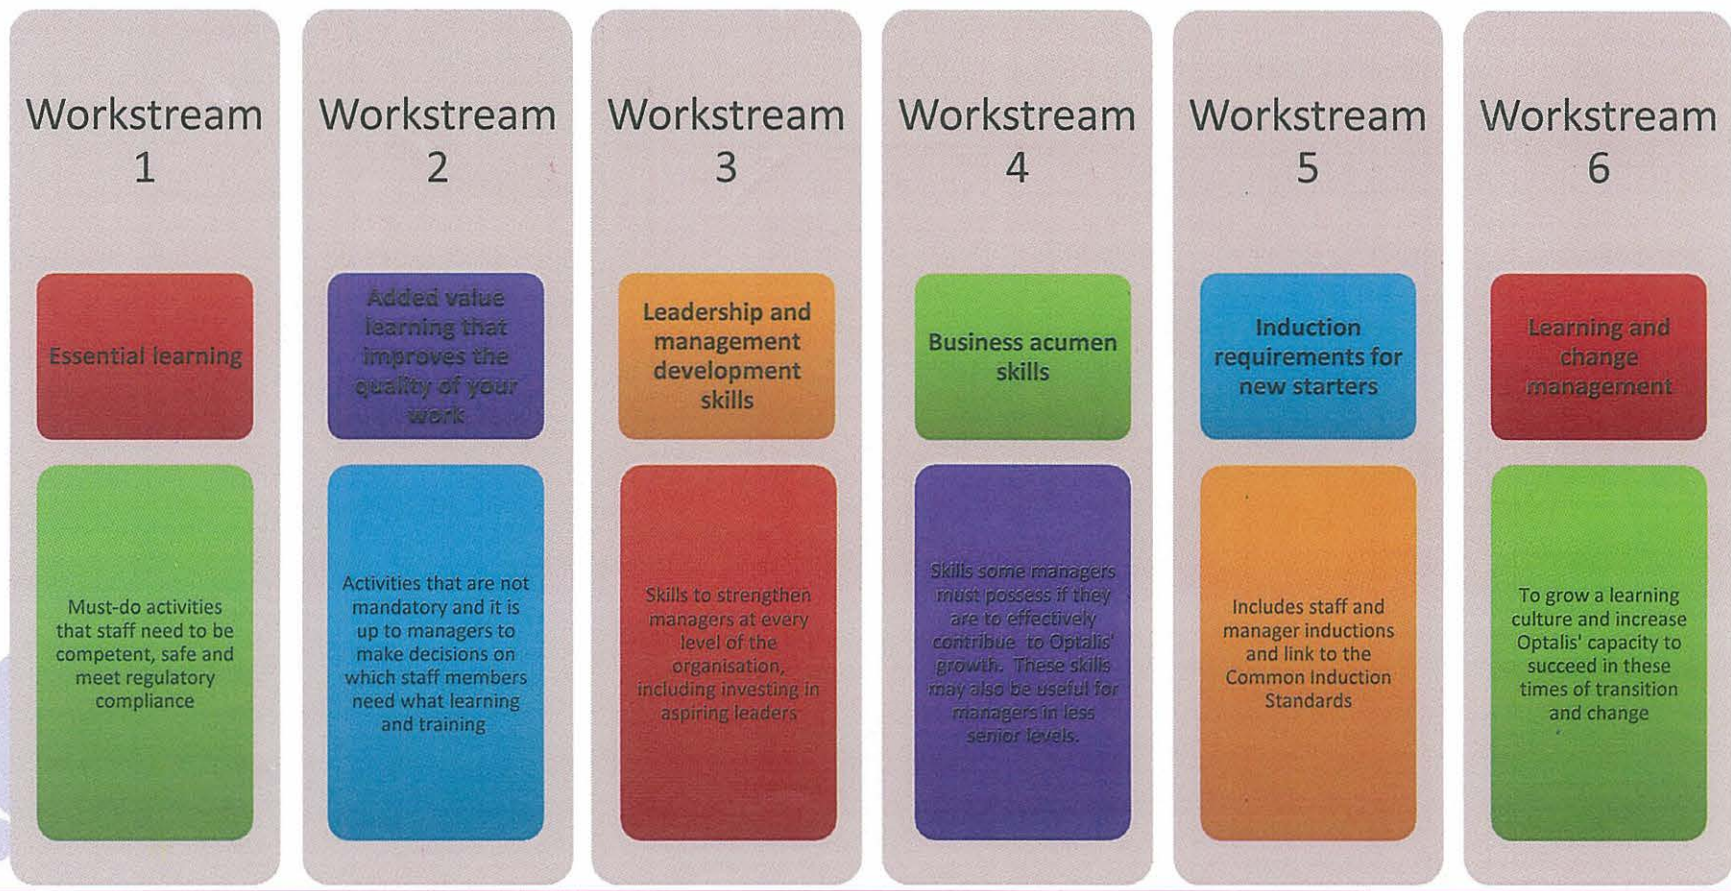 Workstream
1
Essential learning
Must-do activities
that staff need to be
competent, safe and
meet regulatory
compliance
Workstream
2
Added value
learning that
improves the
quality of your
work
Activities that are not
mandatory and it is
up to managers to
make decisions on
which staff members
need what learning
and training
Workstream
3
Leadership and
management
development
skills
Skills to strengthen
managers at every
level of the
organisation,
including investing in
aspiring leaders
Workstream
4
Business acumen
skills
Skills some managers
must possess if they
are to effectively
contribue to Optalis'
growth. These skills
may also be useful for
managers in less
senior levels.
Workstream
5
Induction
requirements for
new starters
Includes staff and
manager inductions
and link to the
Common Induction
Standards
Workstream
6
Learning and
change
management
To grow a learning
culture and increase
Optalis' capacity to
succeed in these
times of transition
and change